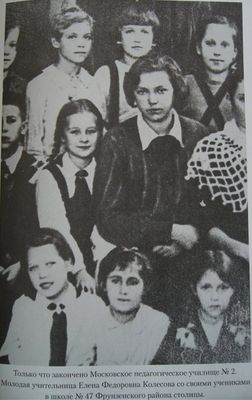 Только что закончено Московское педагогическое училище № 2.
Молодая учительница Елена Федоровна Колесова со своими учениками
в школе № 47 Фрунзенского района столицы.